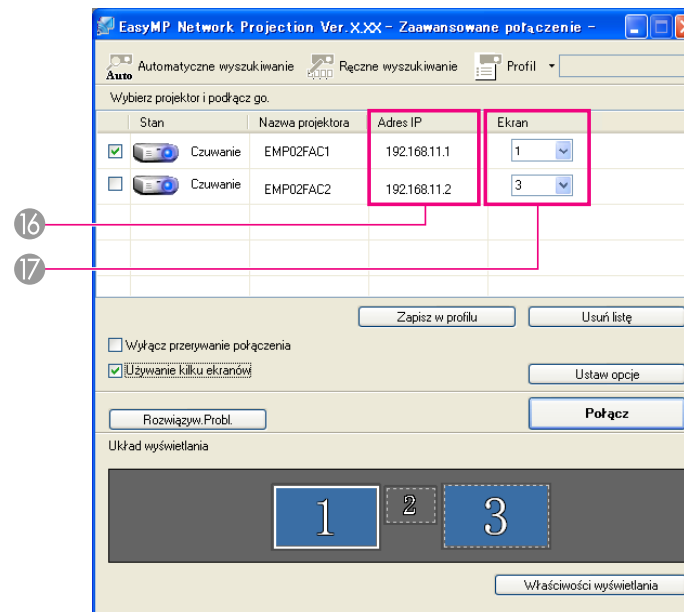 EasyMP Network Projection Ver.X.XX – Zaawansowane połączenie –
Auto Automatyczne wyszukiwanie Ręczne wyszukiwanie Profil
Wybierz projektor i podłącz go.
Stan Nazwa projektora Adres IP Ekran
Czuwanie EMP02FAC1 192.168.11.1 1
Czuwanie EMP02FAC2 192.168.11.2 3
16
17
Zapisz w profilu Usuń listę
Wyłącz przerywanie połączenia
Używanie kilku ekranów
Ustaw opcje
Rozwiązyw.Probl. Połącz
Układ wyświetlania
1 2 3
Właściwości wyświetlania